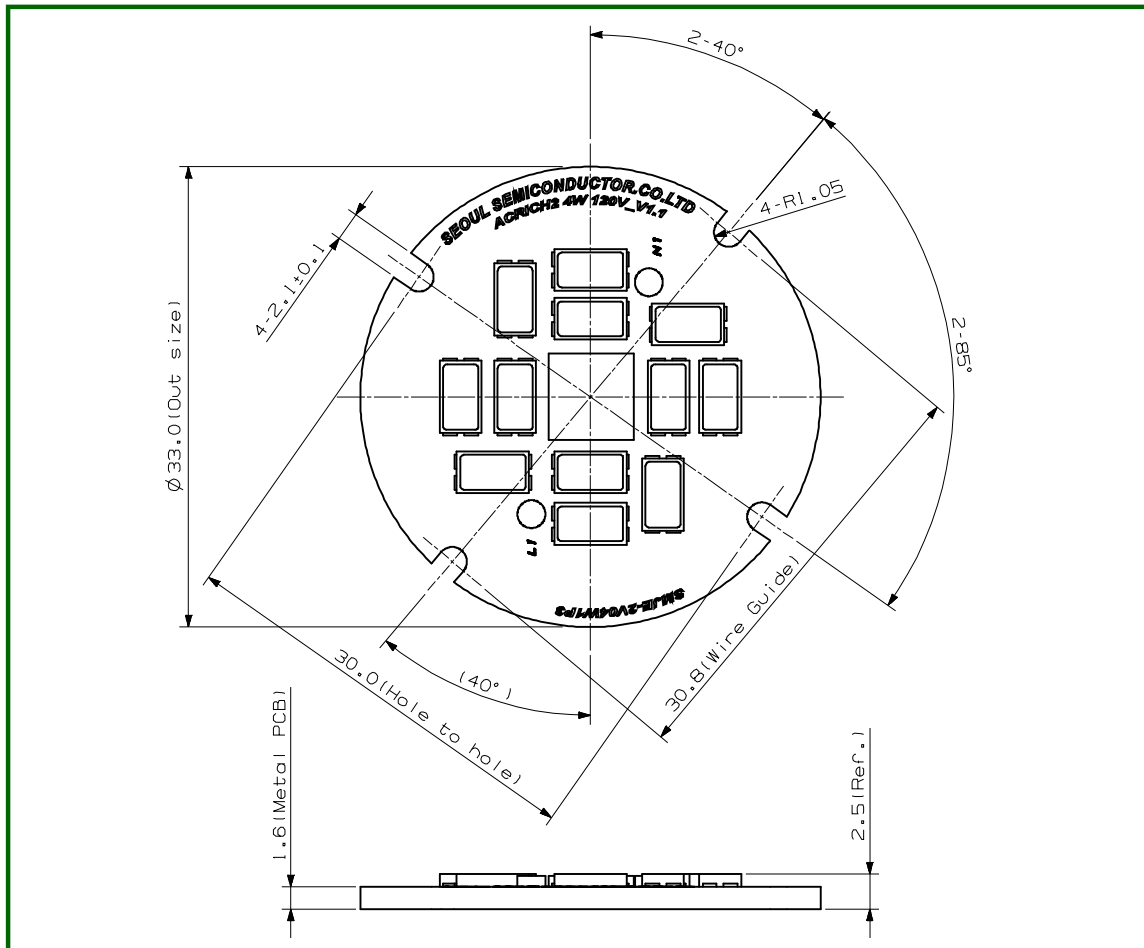 2-40°
SEOUL SEMICONDUCTOR.CO.LTD
ACRICH2 4W 120V_V1.1
4-R1.05
4-2.1±0.1
N1
2-85°
Ø33.0(Out size)
L1
SMJE-2V04W1P3
30.8(Wire Guide)
(40°)
30.0(Hole to hole)
1.6(Metal PCB)
2.5(Ref.)